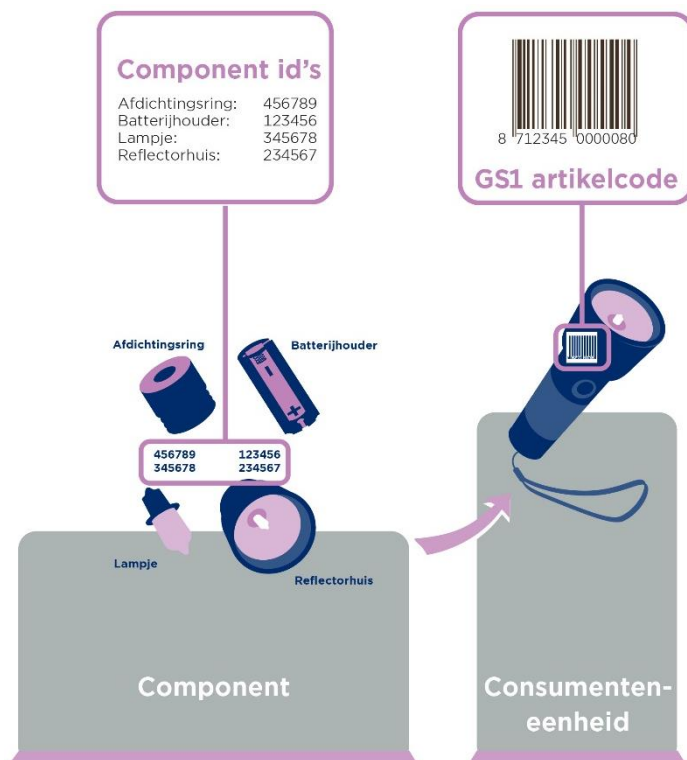 Component id's
Afdichtingsring: 456789
Batterijhouder: 123456
Lampje: 345678
Reflectorhuis: 234567
8 712345 0000080
GS1 artikelcode
Afdichtingsring
Batterijhouder
456789 123456
345678 234567
Lampje
Reflectorhuis
Component
Consumenten-
eenheid